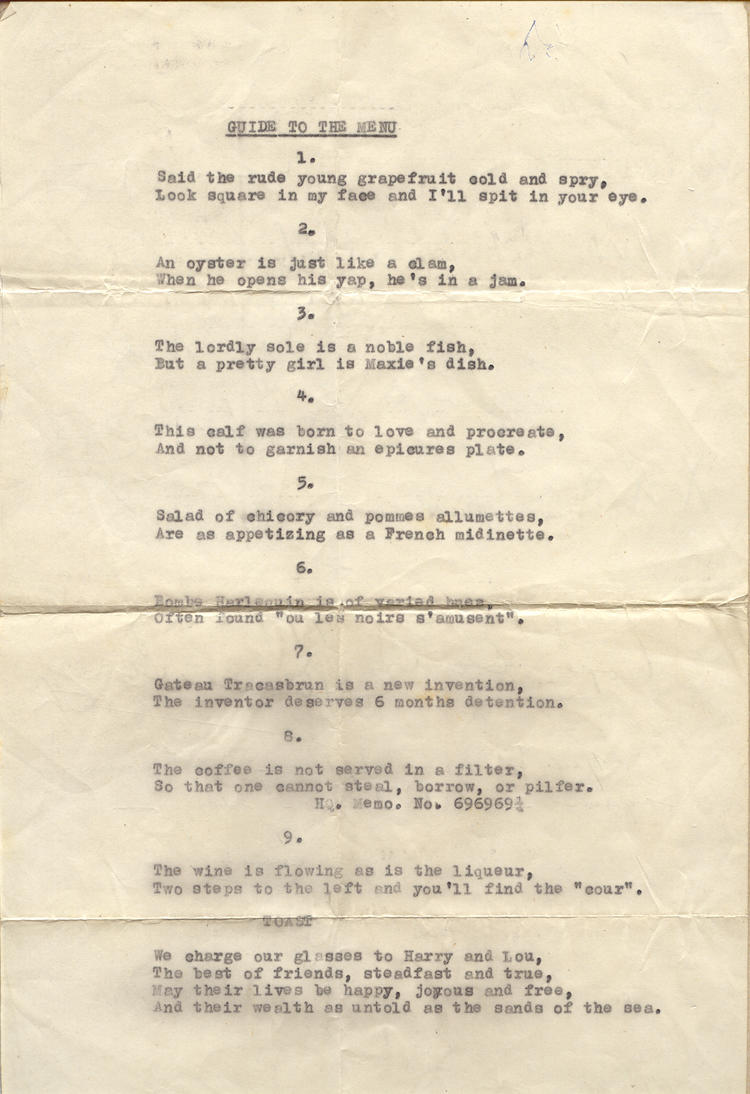 GUIDE TO THE MENU
1.
Said the rude young grapefruit cold and spry,
Look square in my face and I'll spit in your eye.
2.
An oyster is just like a clam,
When he opens his yap, he's in a jam.
3.
The lordly sole is a noble fish,
But a pretty girl is Maxie's dish.
4.
This calf was born to love and procreate,
And not to garnish an epicures plate.
5.
Salad of chicory and pommes allumettes,
Are as appetizing as a French midinette.
6.
Bombe Harlequin is of varied hues,
Often found "ou les noirs s'amusent".
7.
Gateau Tracasbrun is a new invention,
The inventor deserves 6 months detention.
8.
The coffee is not served in a filter,
So that one cannot steal, borrow, or pilfer.
HQ. Memo. No. 696969½
9.
The wine is flowing as is the liqueur,
Two steps to the left and you'll find the "cour".
TOAST
We charge our glasses to Harry and Lou,
The best of friends, steadfast and true,
May their lives be happy, joyous and free,
And their wealth as untold as the sands of the sea.